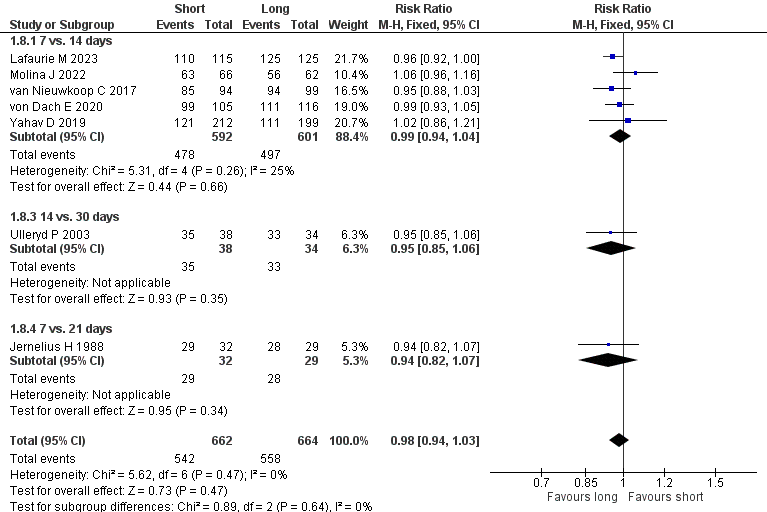 Short Long Risk Ratio Risk Ratio
Study or Subgroup Events Total Events Total Weight M-H, Fixed, 95% CI M-H, Fixed, 95% CI
1.8.1 7 vs. 14 days
Lafaurie M 2023 110 115 125 125 21.7% 0.96 [0.92, 1.00]
Molina J 2022 63 66 56 62 10.4% 1.06 [0.96, 1.16]
van Nieuwkoop C 2017 85 94 94 99 16.5% 0.95 [0.88, 1.03]
von Dach E 2020 99 105 111 116 19.0% 0.99 [0.93, 1.05]
Yahav D 2019 121 212 111 199 20.7% 1.02 [0.86, 1.21]
Subtotal (95% CI) 592 601 88.4% 0.99 [0.94, 1.04]
Total events 478 497
Heterogeneity: Chi² = 5.31, df = 4 (P = 0.26); I² = 25%
Test for overall effect: Z = 0.44 (P = 0.66)
1.8.3 14 vs. 30 days
Ulleryd P 2003 35 38 33 34 6.3% 0.95 [0.85, 1.06]
Subtotal (95% CI) 38 34 6.3% 0.95 [0.85, 1.06]
Total events 35 33
Heterogeneity: Not applicable
Test for overall effect: Z = 0.93 (P = 0.35)
1.8.4 7 vs. 21 days
Jernelius H 1988 29 32 28 29 5.3% 0.94 [0.82, 1.07]
Subtotal (95% CI) 32 29 5.3% 0.94 [0.82, 1.07]
Total events 29 28
Heterogeneity: Not applicable
Test for overall effect: Z = 0.95 (P = 0.34)
Total (95% CI) 662 664 100.0% 0.98 [0.94, 1.03]
Total events 542 558
Heterogeneity: Chi² = 5.62, df = 6 (P = 0.47); I² = 0%
Test for overall effect: Z = 0.73 (P = 0.47)
Test for subgroup differences: Chi² = 0.89, df = 2 (P = 0.64), I² = 0%
0.7 0.85 1 1.2 1.5
Favours long Favours short